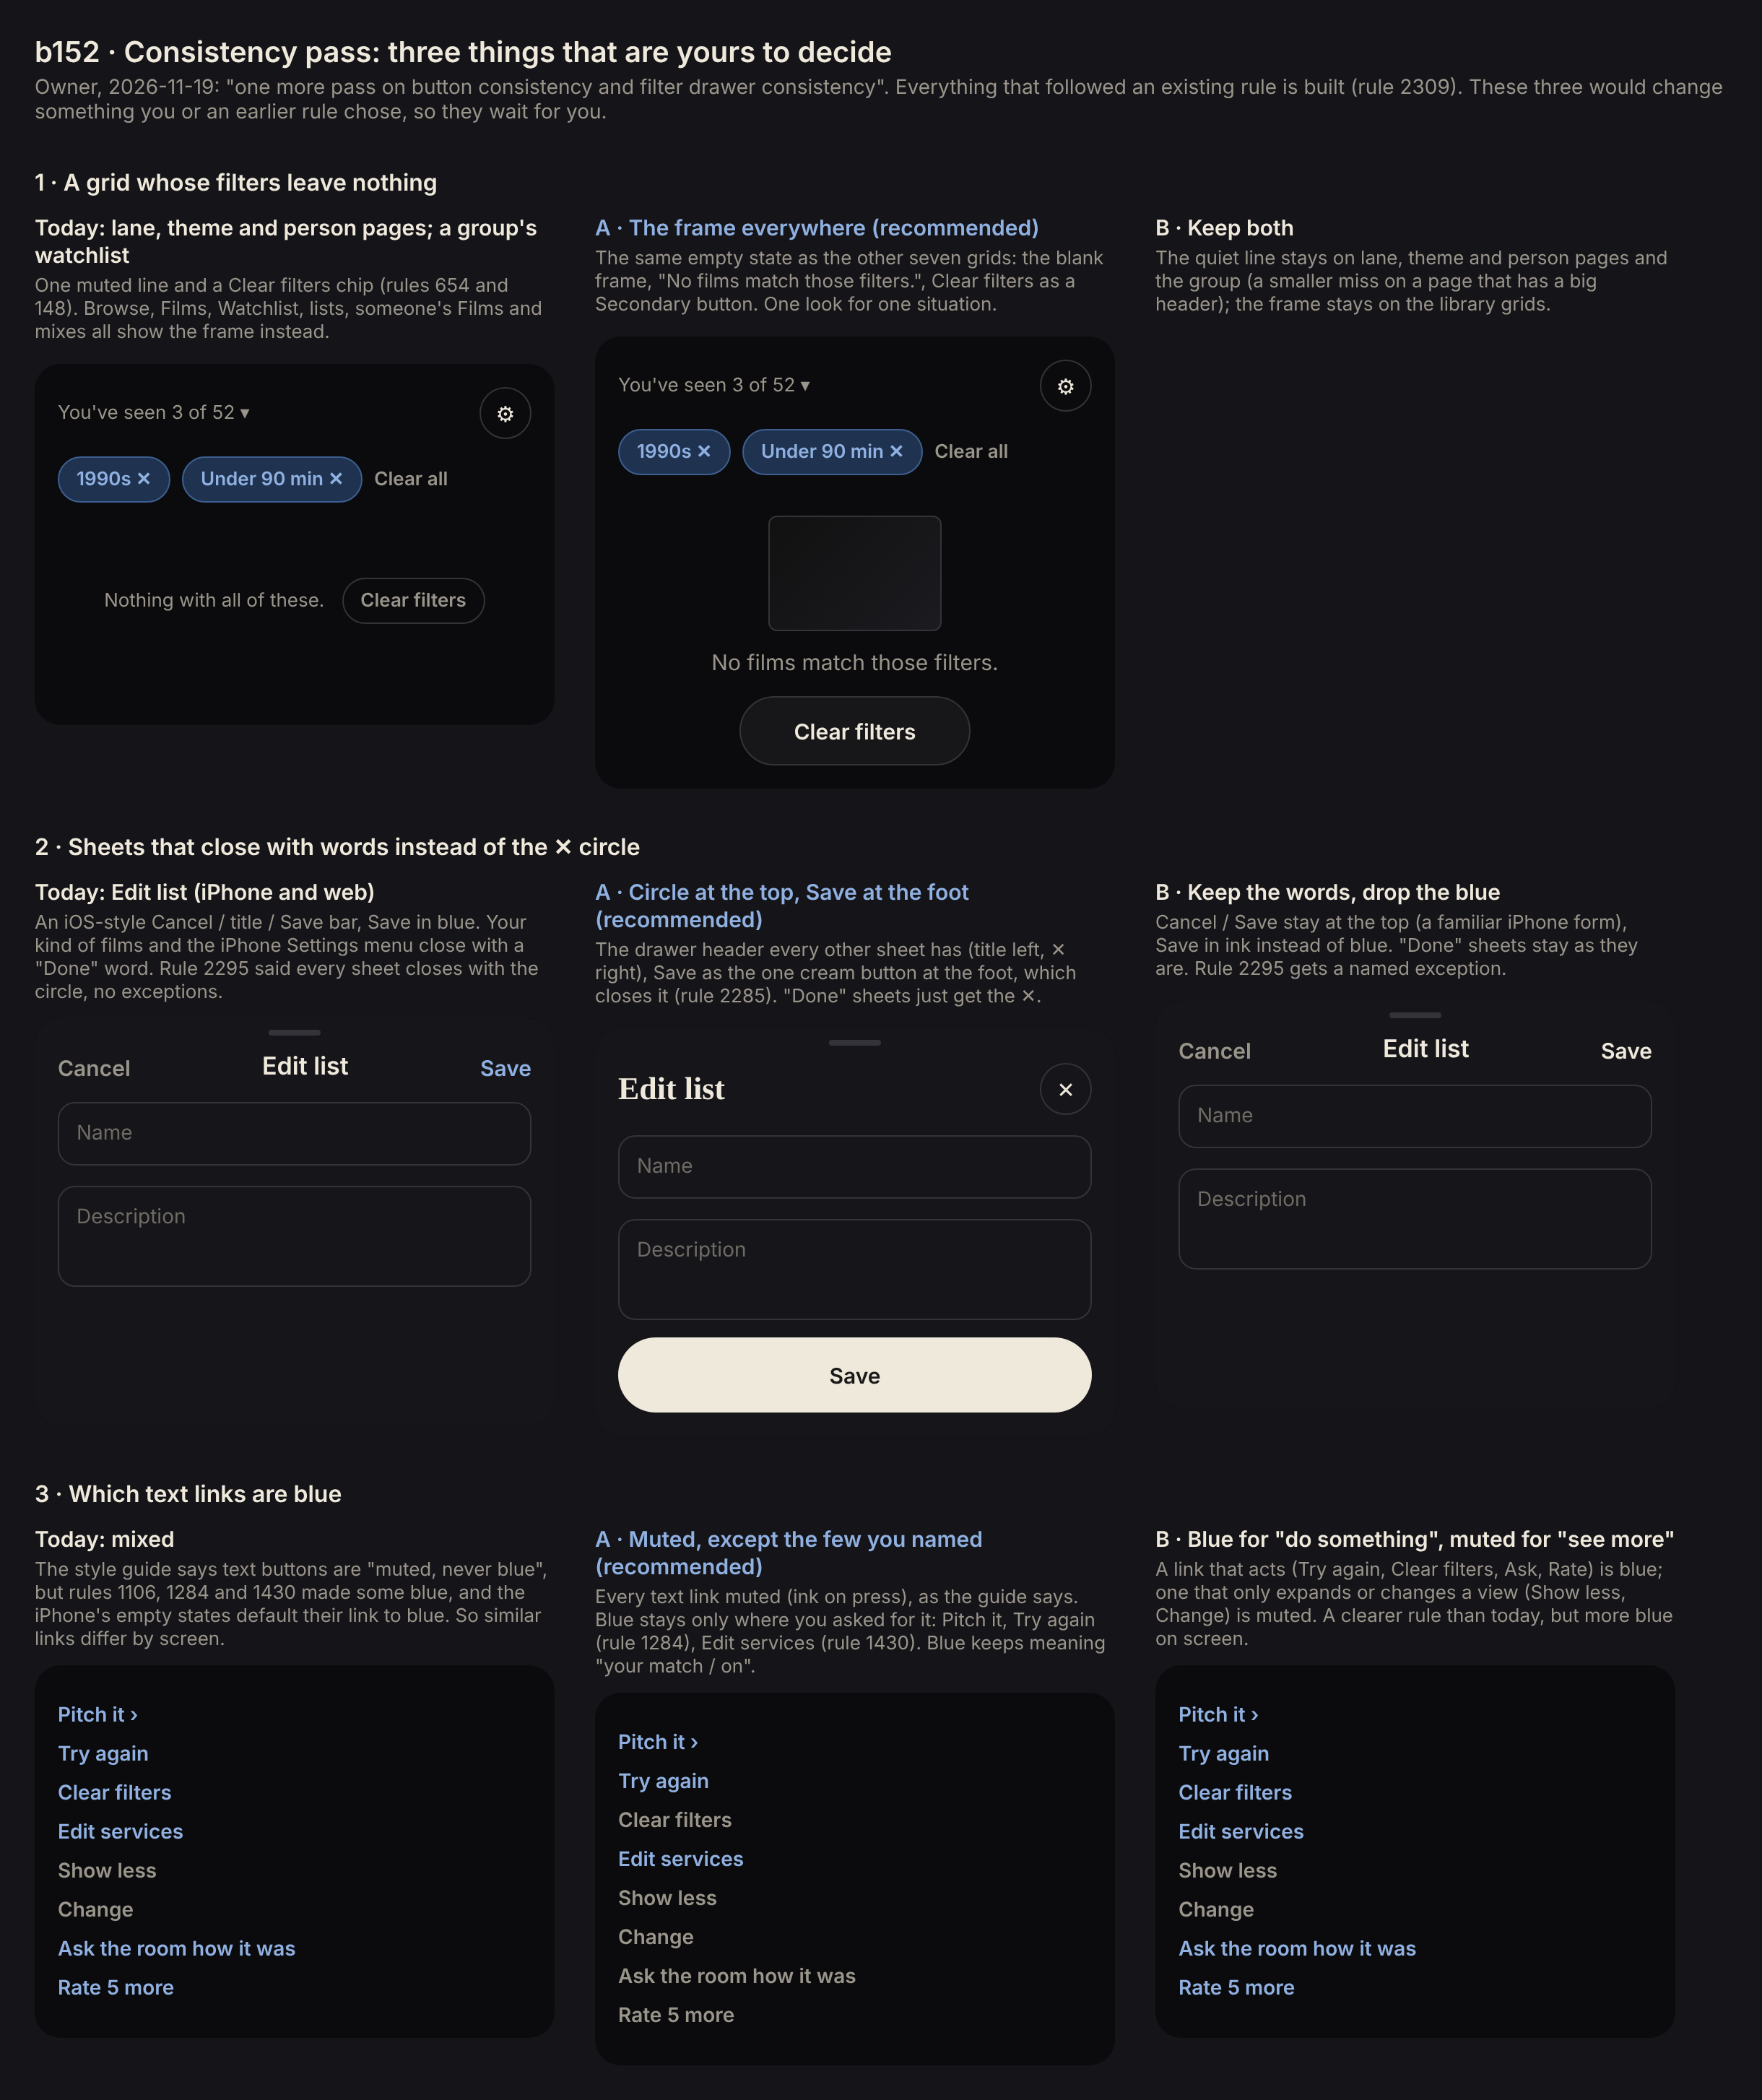 b152 · Consistency pass: three things that are yours to decide
Owner, 2026-11-19: "one more pass on button consistency and filter drawer consistency". Everything that followed an existing rule is built (rule 2309). These three would change
something you or an earlier rule chose, so they wait for you.
1 · A grid whose filters leave nothing
Today: lane, theme and person pages; a group's
watchlist
One muted line and a Clear filters chip (rules 654 and
148). Browse, Films, Watchlist, lists, someone's Films and
mixes all show the frame instead.
You've seen 3 of 52 ▾
⚙
1990s ✕
Under 90 min ✕
Clear all
Nothing with all of these.
Clear filters
A · The frame everywhere (recommended)
The same empty state as the other seven grids: the blank
frame, "No films match those filters.", Clear filters as a
Secondary button. One look for one situation.
You've seen 3 of 52 ▾
⚙
1990s ✕
Under 90 min ✕
Clear all
No films match those filters.
Clear filters
B · Keep both
The quiet line stays on lane, theme and person pages and
the group (a smaller miss on a page that has a big
header); the frame stays on the library grids.
2 · Sheets that close with words instead of the ✕ circle
Today: Edit list (iPhone and web)
An iOS-style Cancel / title / Save bar, Save in blue. Your
kind of films and the iPhone Settings menu close with a
"Done" word. Rule 2295 said every sheet closes with the
circle, no exceptions.
Cancel
Edit list
Save
Name
Description
A · Circle at the top, Save at the foot
(recommended)
The drawer header every other sheet has (title left, ✕
right), Save as the one cream button at the foot, which
closes it (rule 2285). "Done" sheets just get the ✕.
Edit list
✕
Name
Description
Save
B · Keep the words, drop the blue
Cancel / Save stay at the top (a familiar iPhone form),
Save in ink instead of blue. "Done" sheets stay as they
are. Rule 2295 gets a named exception.
Cancel
Edit list
Save
Name
Description
3 · Which text links are blue
Today: mixed
The style guide says text buttons are "muted, never blue",
but rules 1106, 1284 and 1430 made some blue, and the
iPhone's empty states default their link to blue. So similar
links differ by screen.
Pitch it ›
Try again
Clear filters
Edit services
Show less
Change
Ask the room how it was
Rate 5 more
A · Muted, except the few you named
(recommended)
Every text link muted (ink on press), as the guide says.
Blue stays only where you asked for it: Pitch it, Try again
(rule 1284), Edit services (rule 1430). Blue keeps meaning
"your match / on".
Pitch it ›
Try again
Clear filters
Edit services
Show less
Change
Ask the room how it was
Rate 5 more
B · Blue for "do something", muted for "see more"
A link that acts (Try again, Clear filters, Ask, Rate) is blue;
one that only expands or changes a view (Show less,
Change) is muted. A clearer rule than today, but more blue
on screen.
Pitch it ›
Try again
Clear filters
Edit services
Show less
Change
Ask the room how it was
Rate 5 more